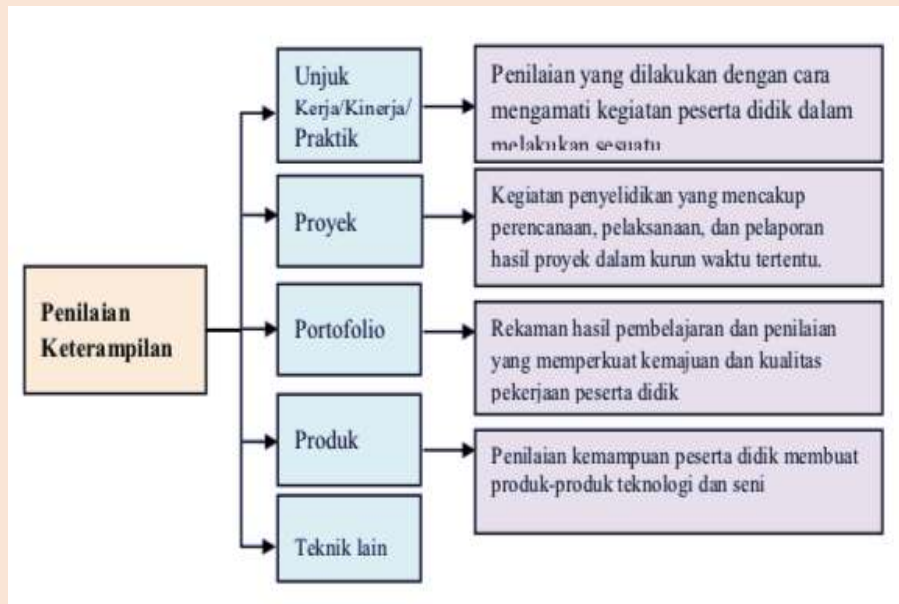 Penilaian
Keterampilan
Unjuk
Kerja/Kinerja/
Praktik
Penilaian yang dilakukan dengan cara
mengamati kegiatan peserta didik dalam
melakukan sesuatu
Proyek
Kegiatan penyelidikan yang mencakup
perencanaan, pelaksanaan, dan pelaporan
hasil proyek dalam kurun waktu tertentu.
Portofolio
Rekaman hasil pembelajaran dan penilaian
yang memperkuat kemajuan dan kualitas
pekerjaan peserta didik
Produk
Penilaian kemampuan peserta didik membuat
produk-produk teknologi dan seni
Teknik lain